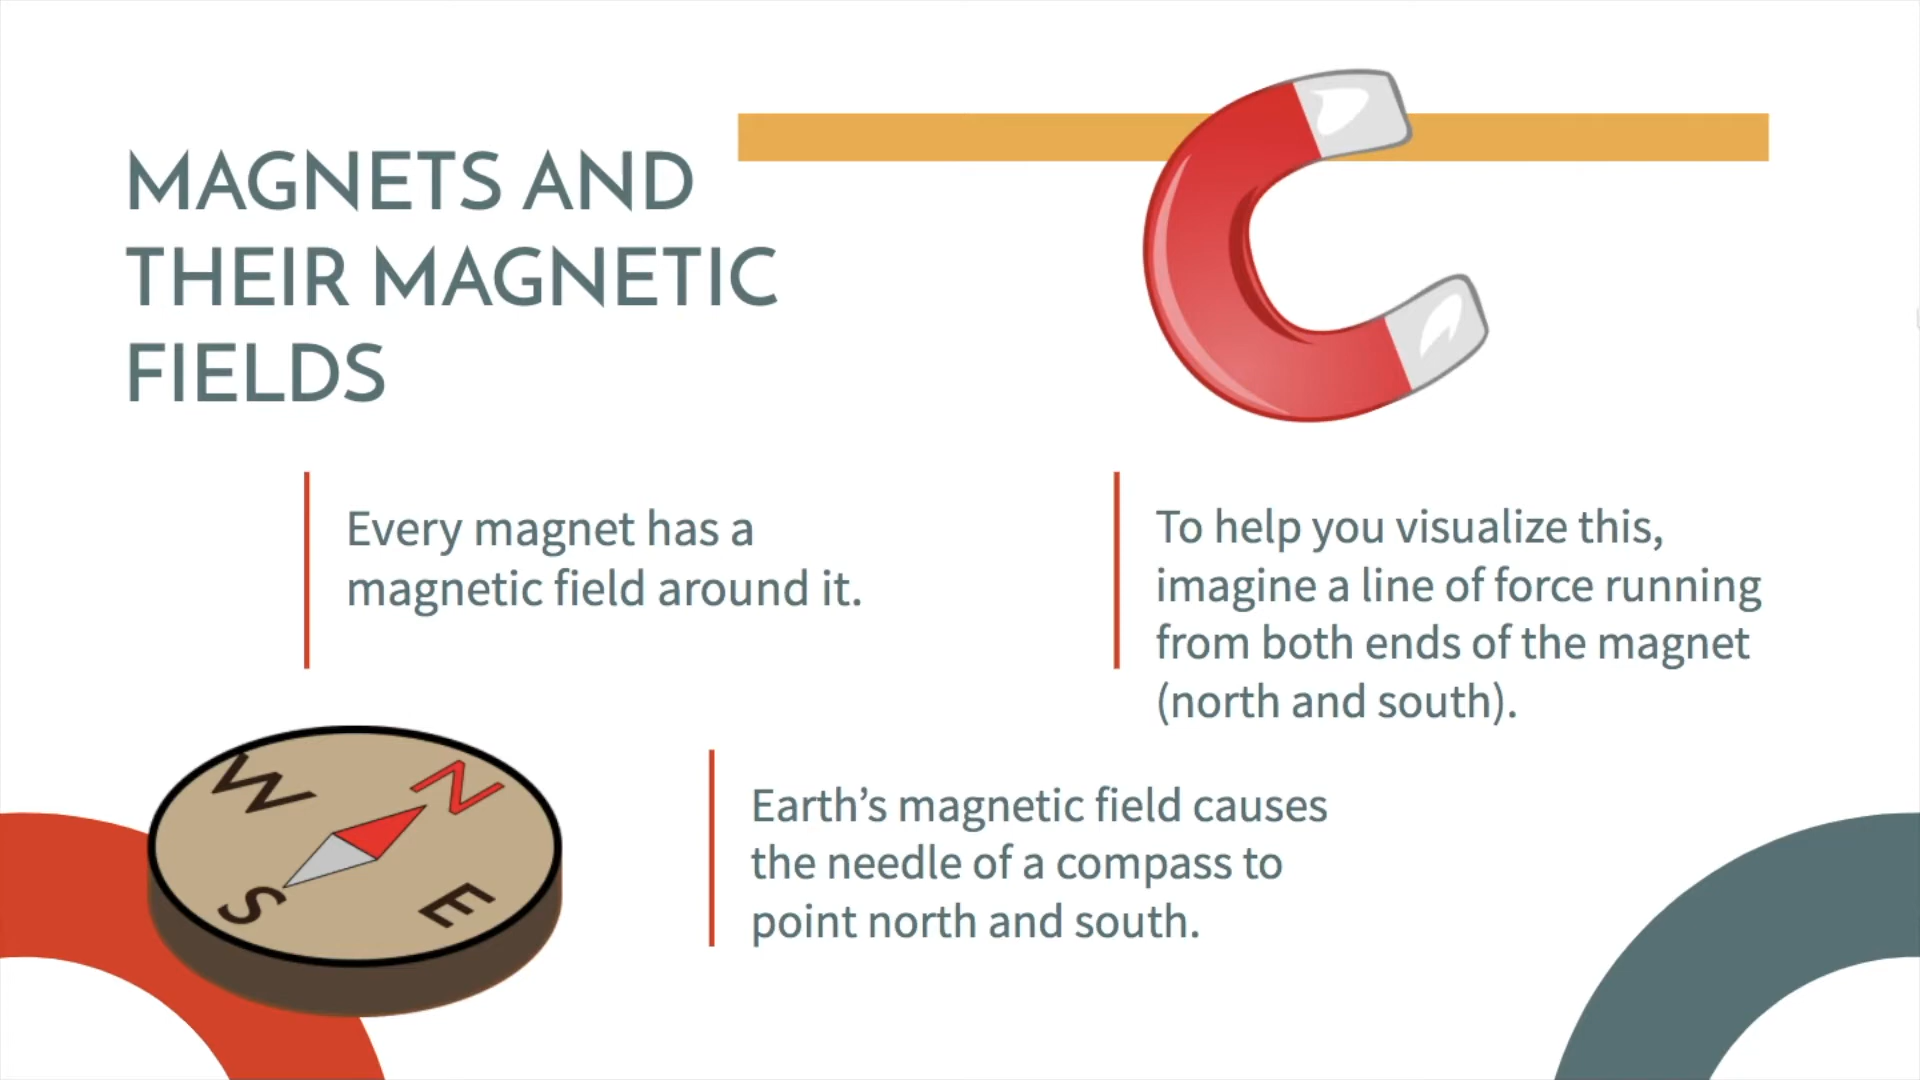 MAGNETS AND
THEIR MAGNETIC
FIELDS
Every magnet has a
magnetic field around it.
To help you visualize this,
imagine a line of force running
from both ends of the magnet
(north and south).
Earth’s magnetic field causes
the needle of a compass to
point north and south.
W
N
S
E